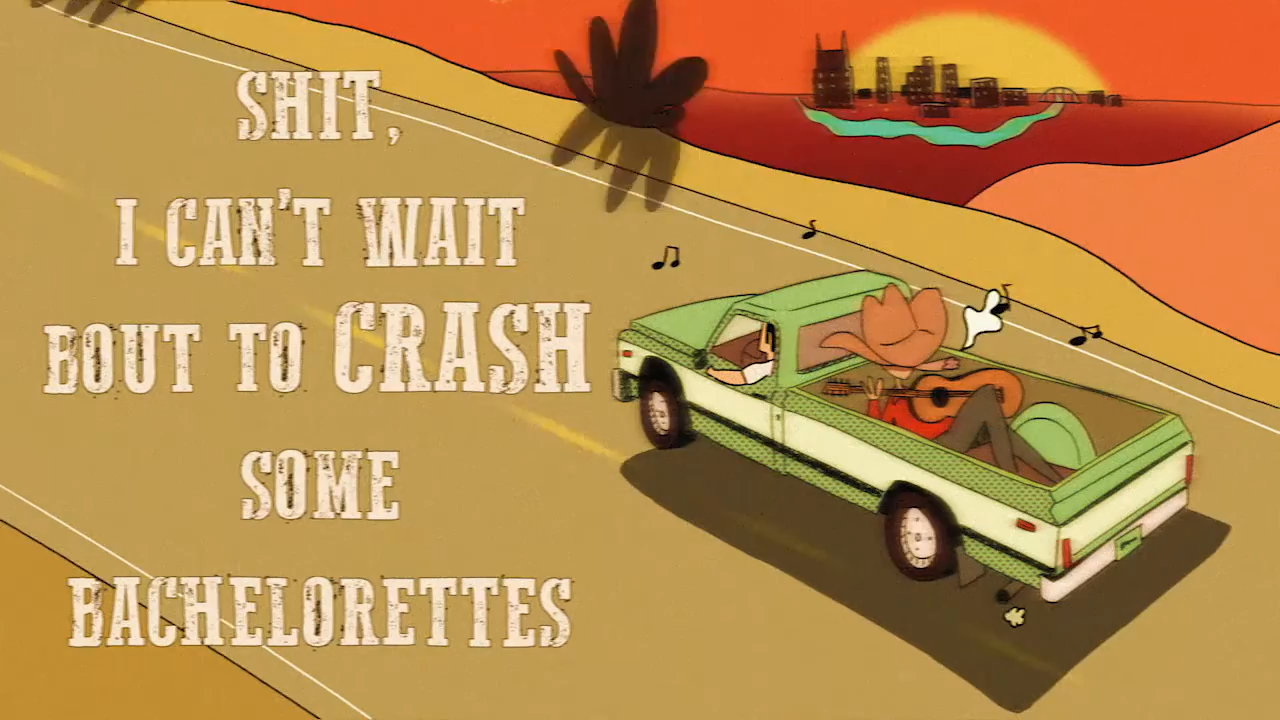 SHIT,
I CAN'T WAIT
BOUT TO CRASH
SOME
BACHELORETTES